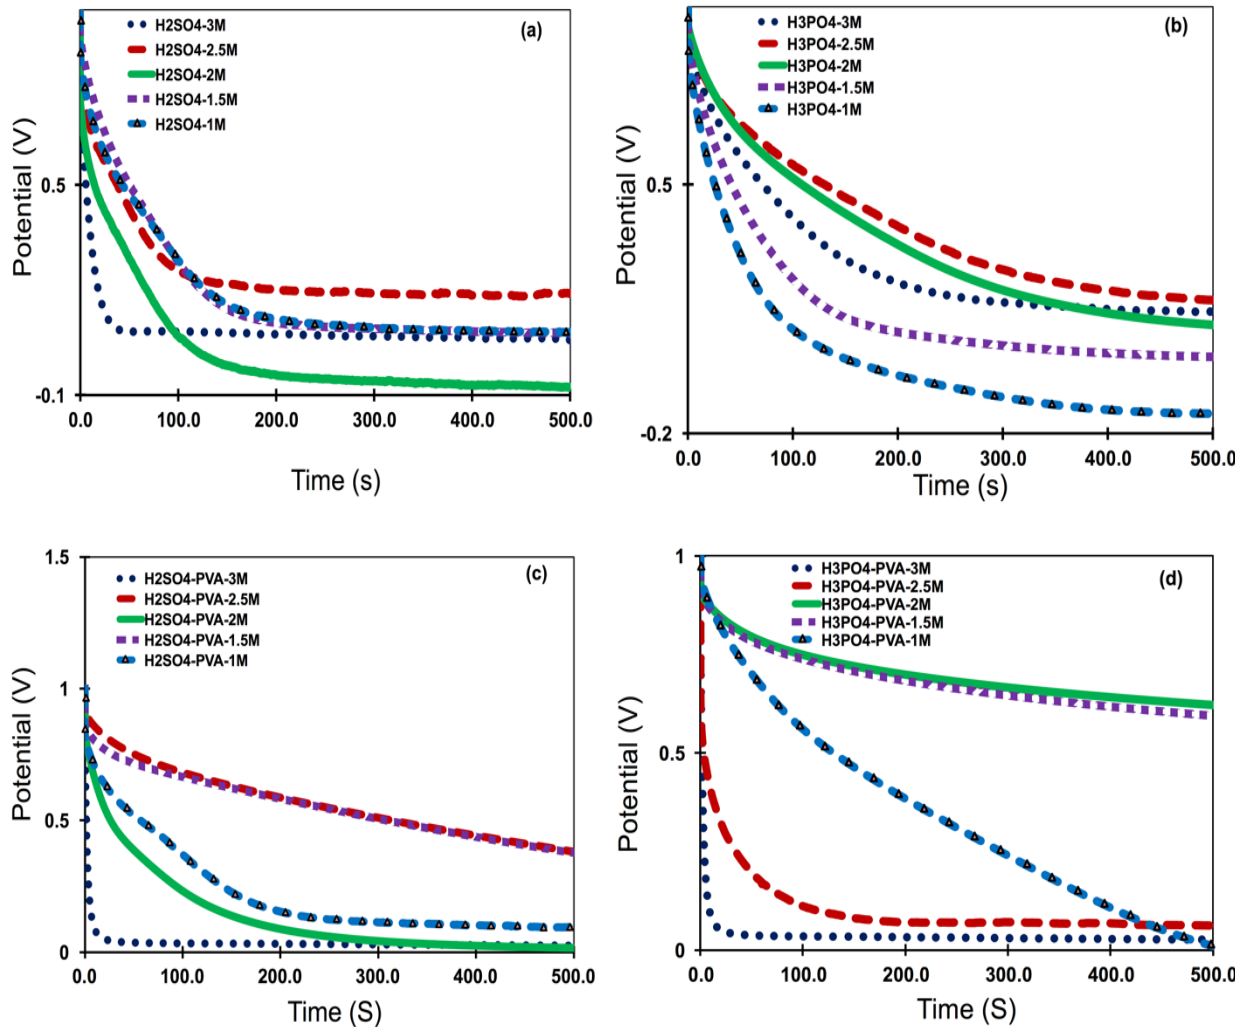 (a)
H2SO4-3M
H2SO4-2.5M
H2SO4-2M
H2SO4-1.5M
H2SO4-1M
Potential (V)
0.5
-0.1
0.0 100.0 200.0 300.0 400.0 500.0
Time (s)
(b)
H3PO4-3M
H3PO4-2.5M
H3PO4-2M
H3PO4-1.5M
H3PO4-1M
Potential (V)
0.5
-0.2
0.0 100.0 200.0 300.0 400.0 500.0
Time (s)
(c)
H2SO4-PVA-3M
H2SO4-PVA-2.5M
H2SO4-PVA-2M
H2SO4-PVA-1.5M
H2SO4-PVA-1M
Potential (V)
1.5
1
0.5
0
0.0 100.0 200.0 300.0 400.0 500.0
Time (S)
(d)
H3PO4-PVA-3M
H3PO4-PVA-2.5M
H3PO4-PVA-2M
H3PO4-PVA-1.5M
H3PO4-PVA-1M
Potential (V)
1
0.5
0
0.0 100.0 200.0 300.0 400.0 500.0
Time (S)